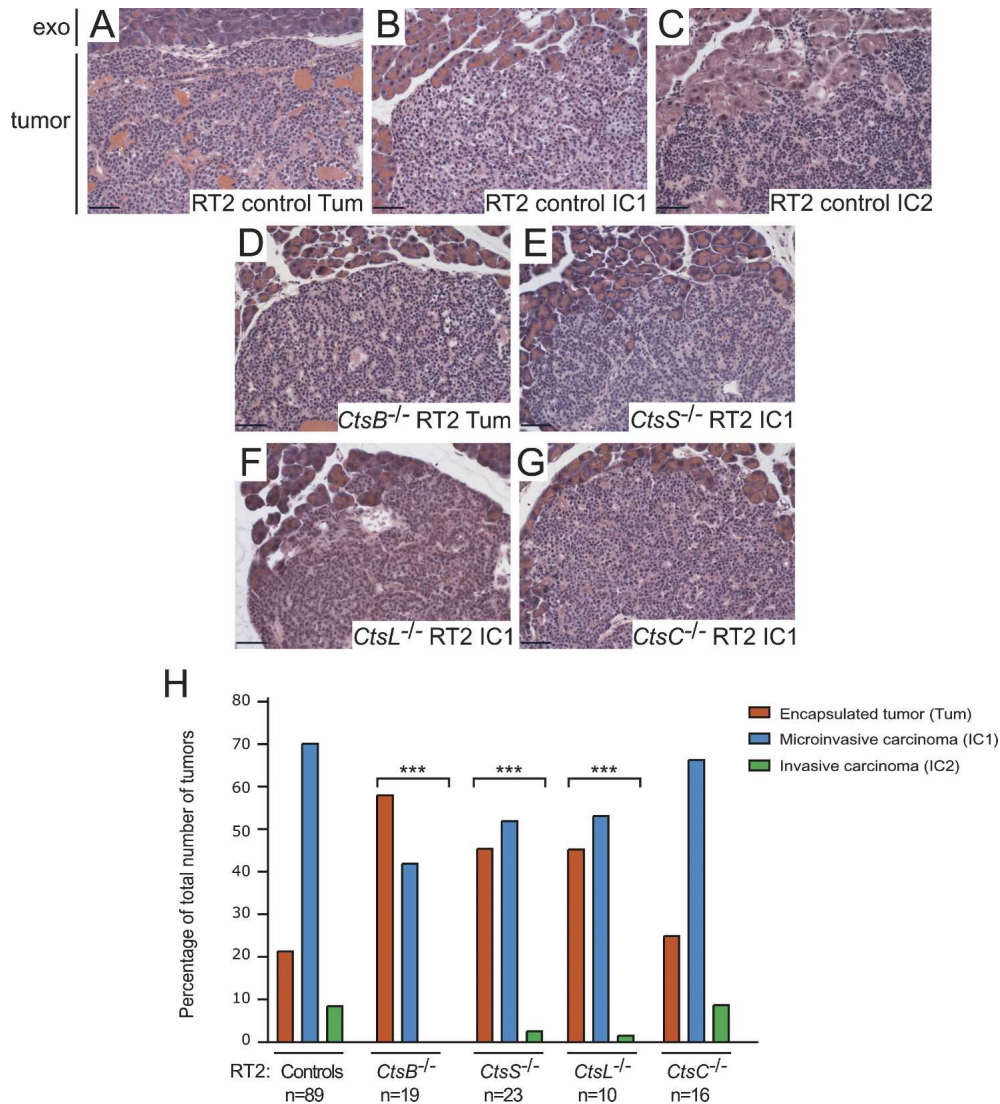 exo
tumor
A
RT2 control Tum
B
RT2 control IC1
C
RT2 control IC2
D
CtsB-/- RT2 Tum
E
CtsS-/- RT2 IC1
F
CtsL-/- RT2 IC1
G
CtsC-/- RT2 IC1
H
Percentage of total number of tumors
80
70
60
50
40
30
20
10
0
***
***
***
Encapsulated tumor (Tum)
Microinvasive carcinoma (IC1)
Invasive carcinoma (IC2)
RT2: Controls CtsB-/- CtsS-/- CtsL-/- CtsC-/-
n=89 n=19 n=23 n=10 n=16